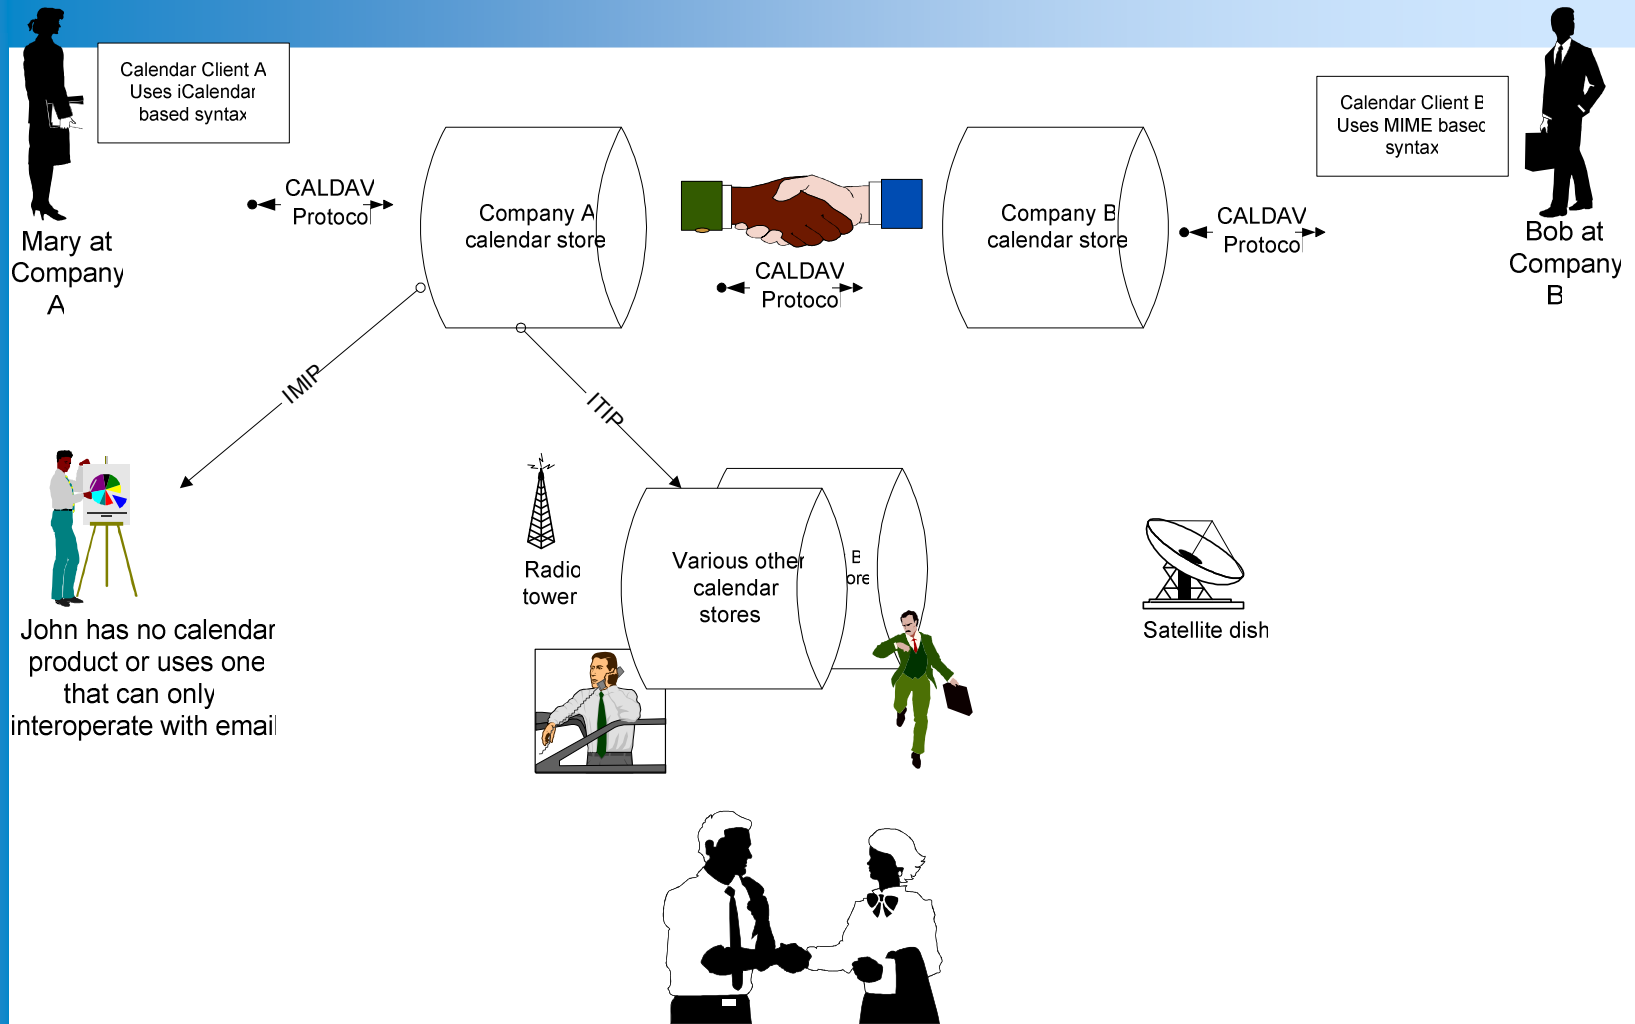 Calendar Client A
Uses iCalendar
based syntax
Calendar Client B
Uses MIME based
syntax
CALDAV
Protocol
Company A
calendar store
Company B
calendar store
CALDAV
Protocol
Mary at
Company
A
Bob at
Company
B
CALDAV
Protocol
IMIP
ITIP
Various other
calendar
stores
B
ore
Radio
tower
Satellite dish
John has no calendar
product or uses one
that can only
interoperate with email